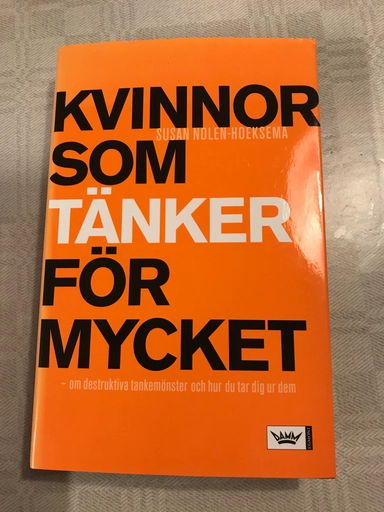 KVINNOR
SUSAN NOLEN-HOEKSEMA
SOM
TÄNKER
FÖR
MYCKET
– om destruktiva tankemönster och hur du tar dig ur dem
DAMM